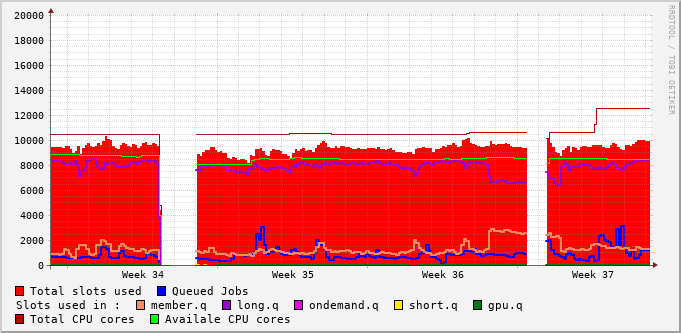 RRDTOOL / TOBI OETIKER
20000
18000
16000
14000
12000
10000
8000
6000
4000
2000
0
Week 34 Week 35 Week 36 Week 37
Total slots used Queued Jobs
Slots used in : member.q long.q ondemand.q short.q gpu.q
Total CPU cores Availale CPU cores